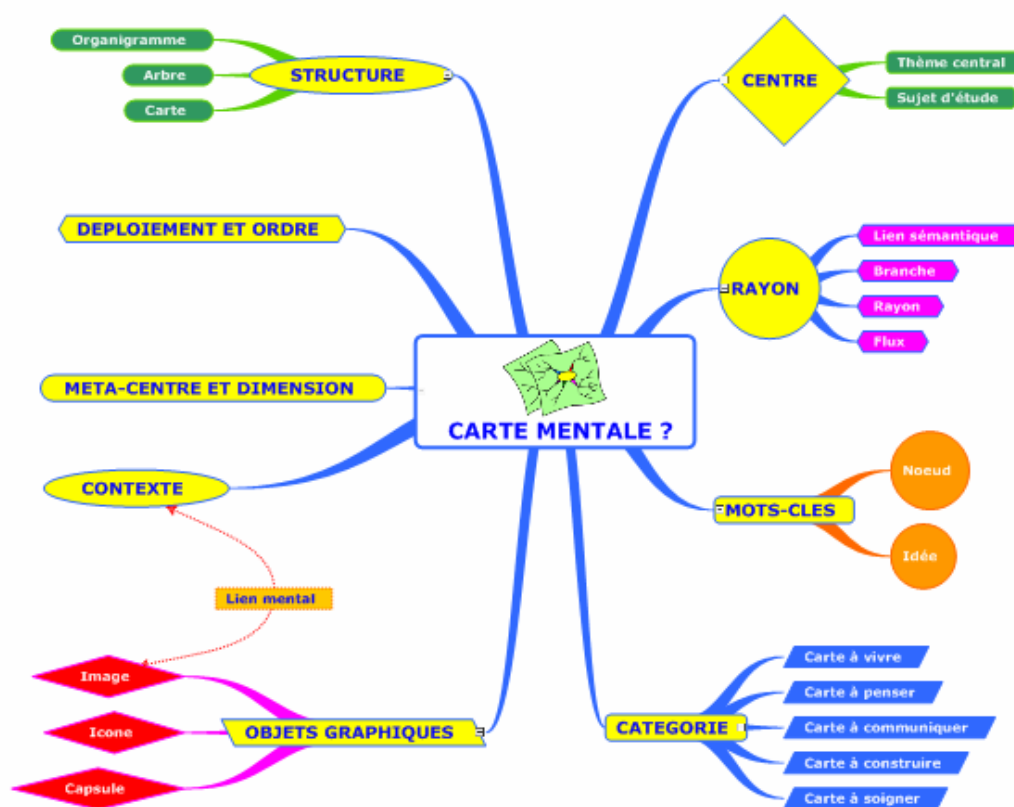 Organigramme
Arbre
Carte
STRUCTURE
CENTRE
Thème central
Sujet d'étude
DEPLOIEMENT ET ORDRE
RAYON
Lien sémantique
Branche
Rayon
Flux
META-CENTRE ET DIMENSION
CARTE MENTALE ?
CONTEXTE
MOTS-CLES
Noeud
Idée
Lien mental
Image
Icone
Capsule
OBJETS GRAPHIQUES
CATEGORIE
Carte à vivre
Carte à penser
Carte à communiquer
Carte à construire
Carte à soigner